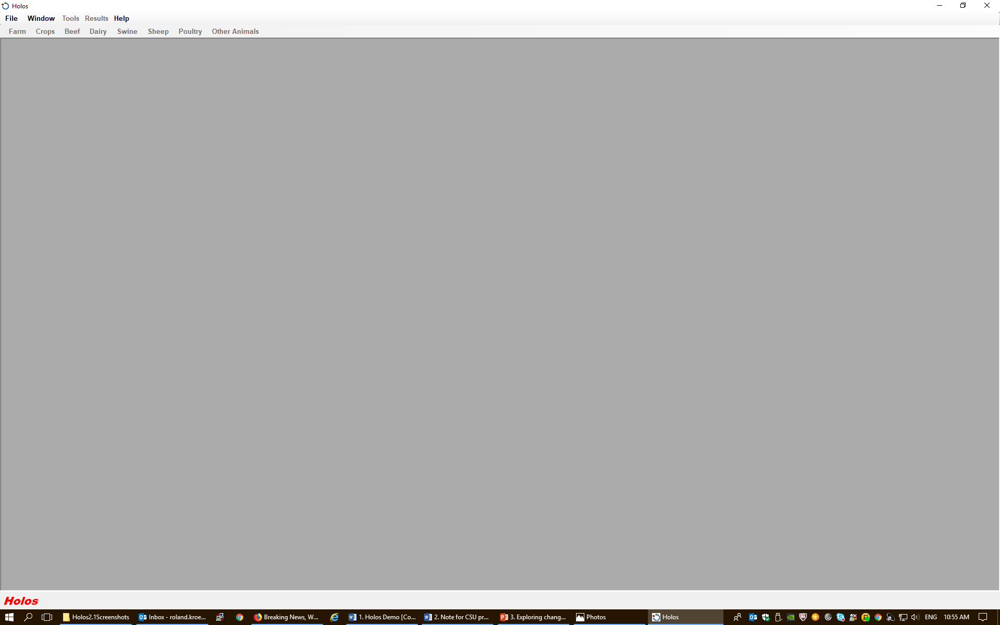 Holos
File Window Tools Results Help
Farm Crops Beef Dairy Swine Sheep Poultry Other Animals
Holos
Holos2.1Screenshots Inbox - roland.kroe... Breaking News, W... 1. Holos Demo [Co... 2. Note for CSU pr... 3. Exploring chang... Photos Holos ENG 10:55 AM